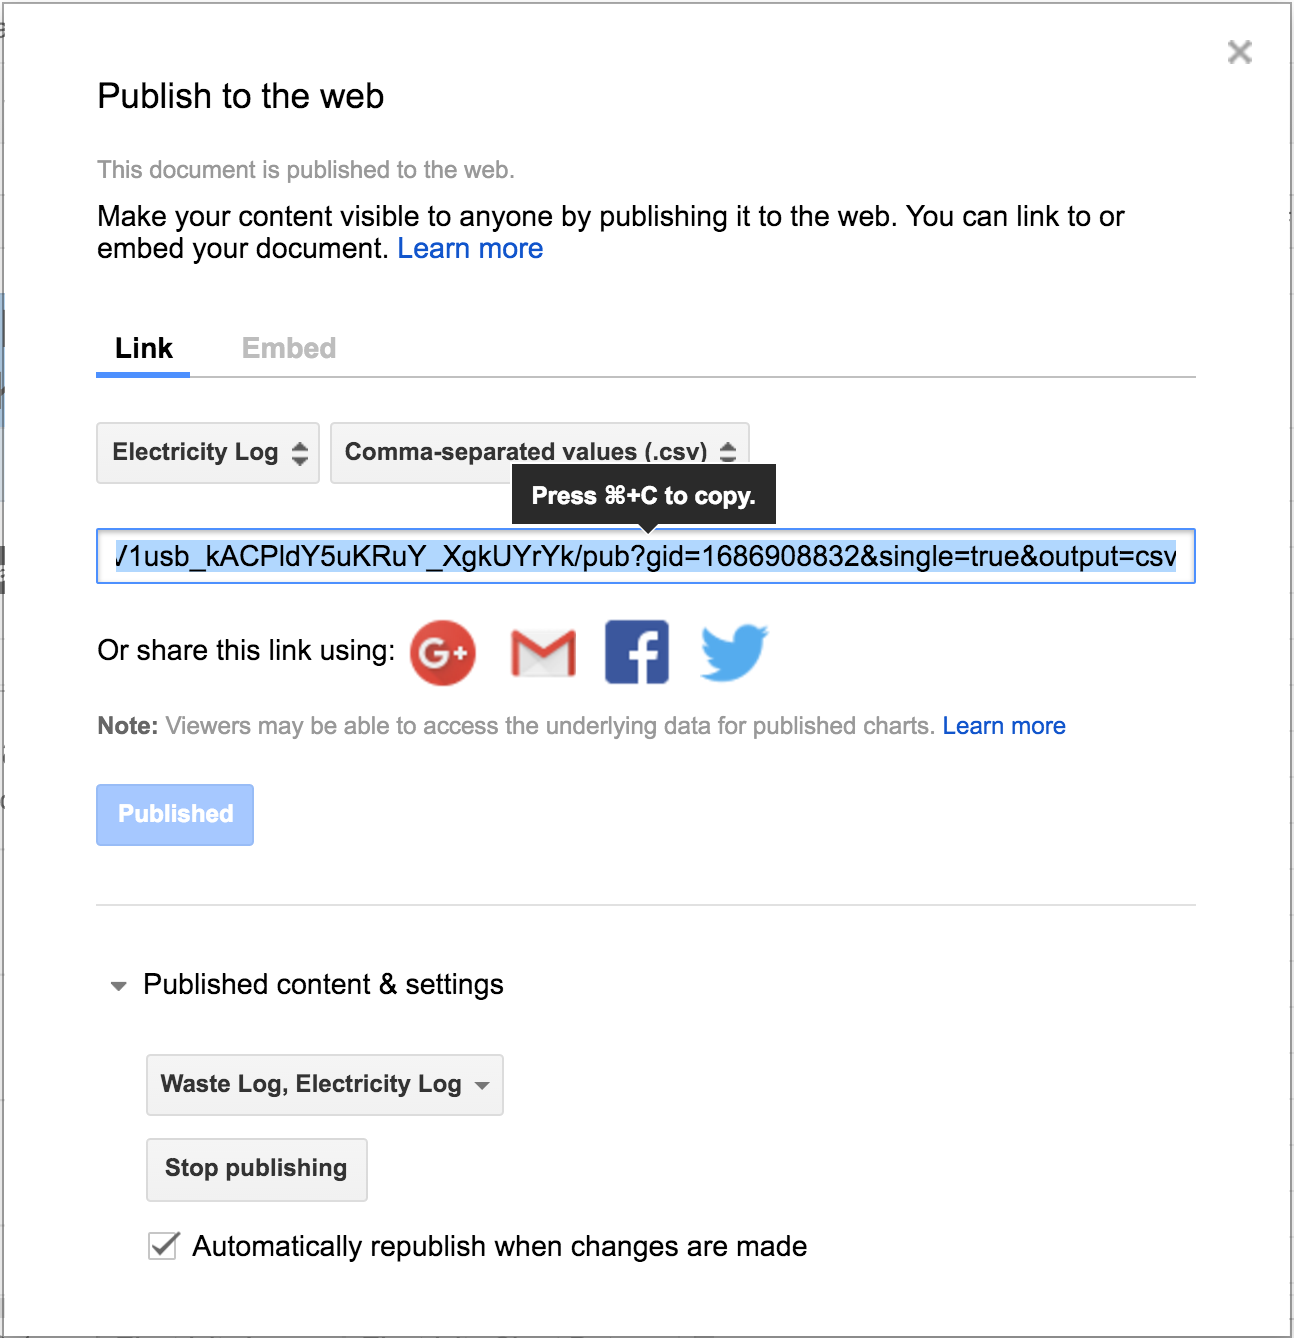 Publish to the web
This document is published to the web.
Make your content visible to anyone by publishing it to the web. You can link to or
embed your document. Learn more
Link Embed
Electricity Log Comma-separated values (.csv)
Press ⌘+C to copy.
/1usb_kACPldY5uKRuY_XgkUYrYk/pub?gid=1686908832&single=true&output=csv
Or share this link using: G+ M f
Note: Viewers may be able to access the underlying data for published charts. Learn more
Published
Published content & settings
Waste Log, Electricity Log
Stop publishing
Automatically republish when changes are made